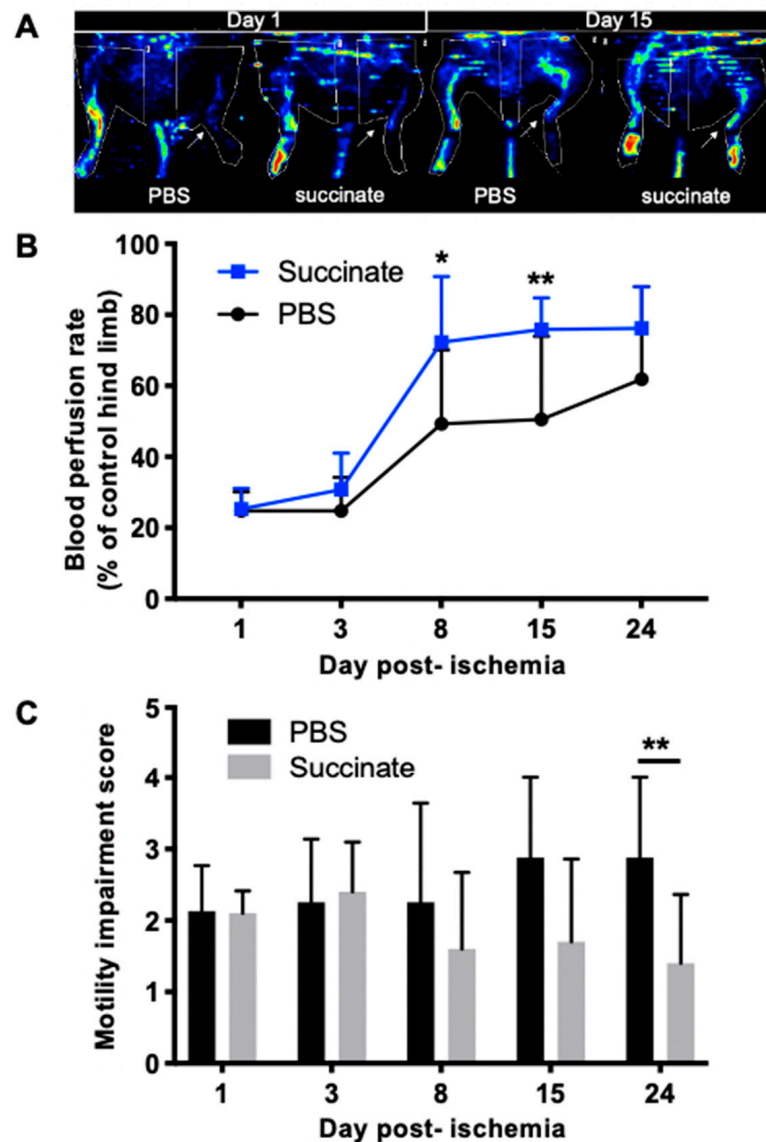 A
Day 1
Day 15
PBS
succinate
PBS
succinate
B
100
80
60
40
20
0
Blood perfusion rate
(% of control hind limb)
Succinate
PBS
*
**
1 3 8 15 24
Day post- ischemia
C
5
4
3
2
1
0
Motility impairment score
PBS
Succinate
**
1 3 8 15 24
Day post- ischemia